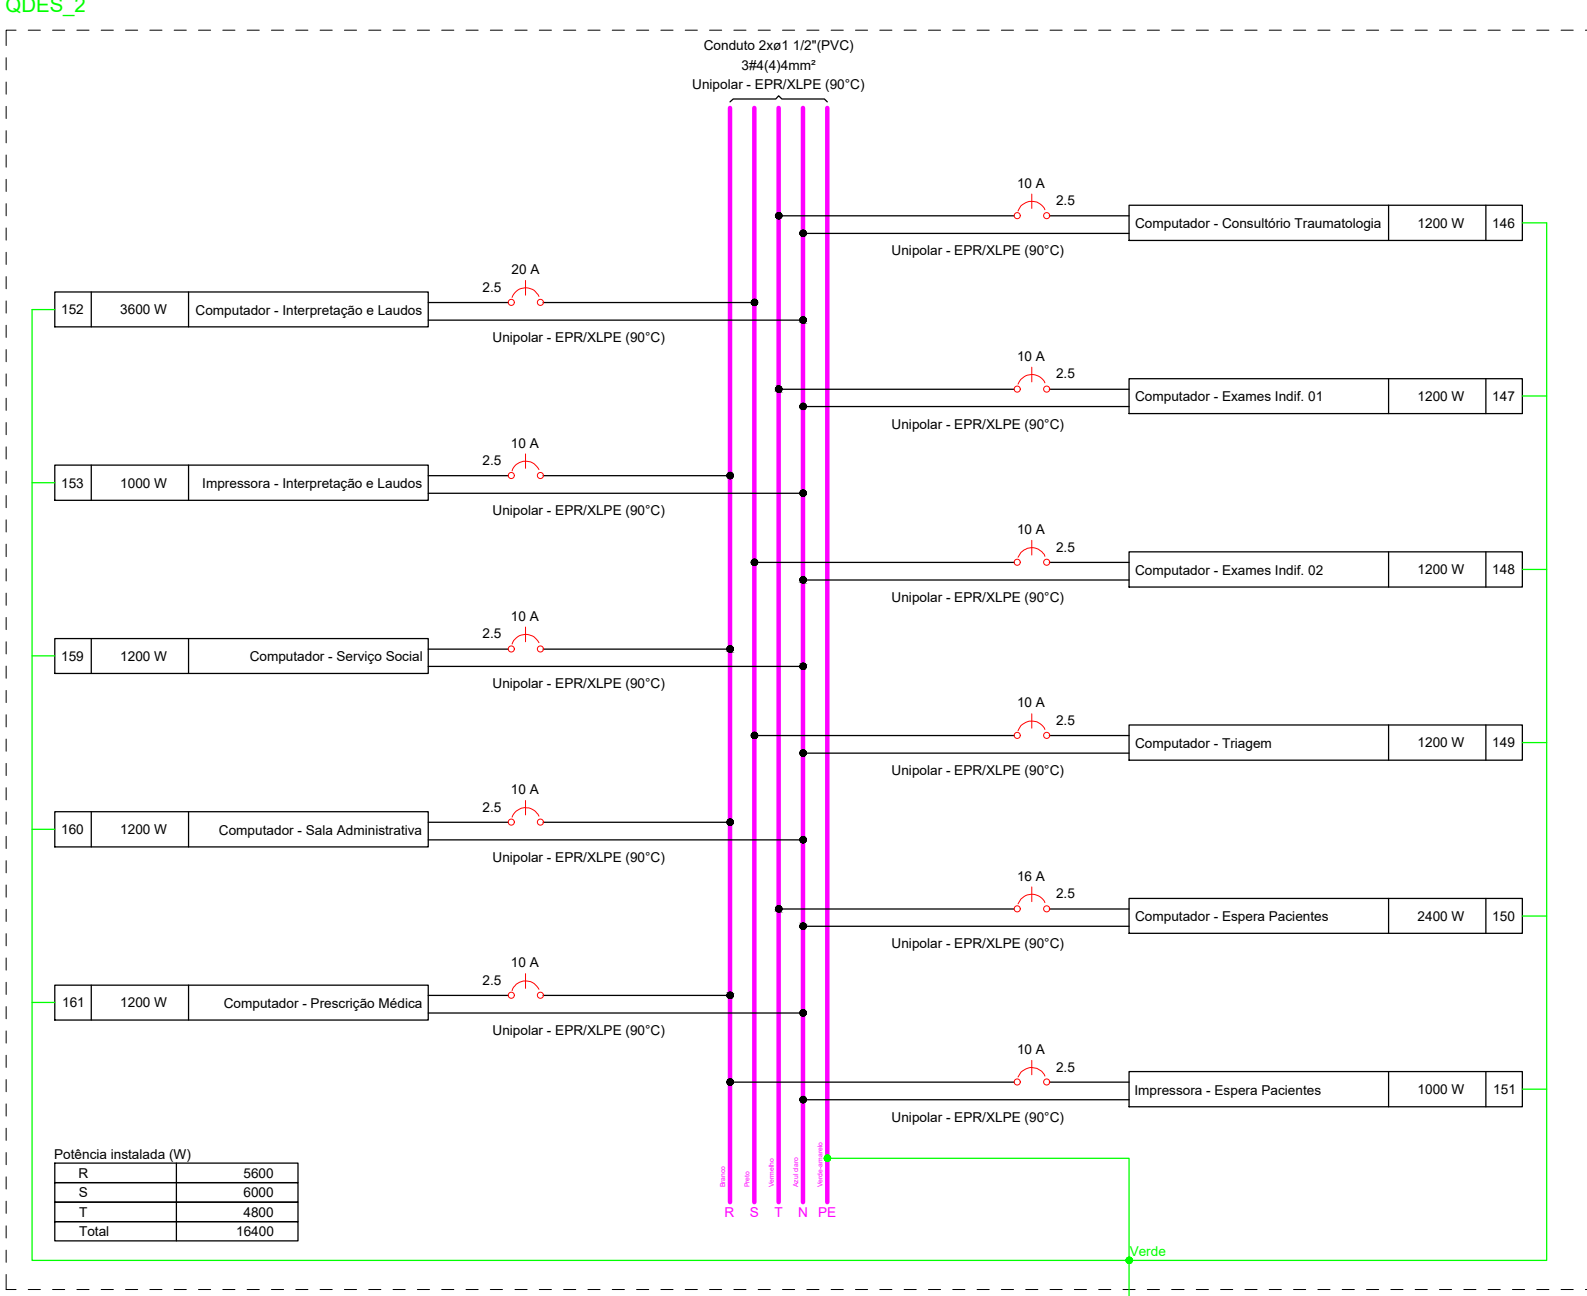 QDES_2
Conduto 2xø1 1/2"(PVC)
3#4(4)4mm²
Unipolar - EPR/XLPE (90°C)
10 A
2.5
Computador - Consultório Traumatologia 1200 W 146
Unipolar - EPR/XLPE (90°C)
20 A
2.5
152 3600 W Computador - Interpretação e Laudos
Unipolar - EPR/XLPE (90°C)
10 A
2.5
Computador - Exames Indif. 01 1200 W 147
Unipolar - EPR/XLPE (90°C)
10 A
2.5
153 1000 W Impressora - Interpretação e Laudos
Unipolar - EPR/XLPE (90°C)
10 A
2.5
Computador - Exames Indif. 02 1200 W 148
Unipolar - EPR/XLPE (90°C)
10 A
2.5
159 1200 W Computador - Serviço Social
Unipolar - EPR/XLPE (90°C)
10 A
2.5
Computador - Triagem 1200 W 149
Unipolar - EPR/XLPE (90°C)
10 A
2.5
160 1200 W Computador - Sala Administrativa
Unipolar - EPR/XLPE (90°C)
16 A
2.5
Computador - Espera Pacientes 2400 W 150
Unipolar - EPR/XLPE (90°C)
10 A
2.5
161 1200 W Computador - Prescrição Médica
Unipolar - EPR/XLPE (90°C)
10 A
2.5
Impressora - Espera Pacientes 1000 W 151
Unipolar - EPR/XLPE (90°C)
Potência instalada (W)
R 5600
S 6000
T 4800
Total 16400
Branco
Preto
Vermelho
Azul claro
Verde-amarelo
R S T N PE
Verde